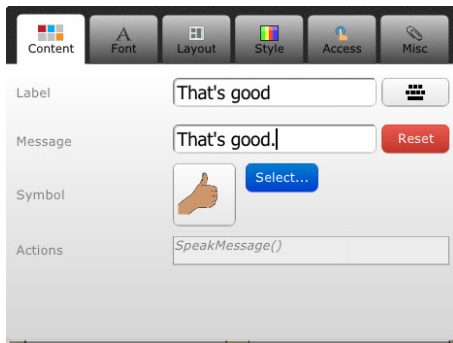 Content Font Layout Style Access Misc
Label That's good
Message That's good. Reset
Symbol Select...
Actions SpeakMessage()